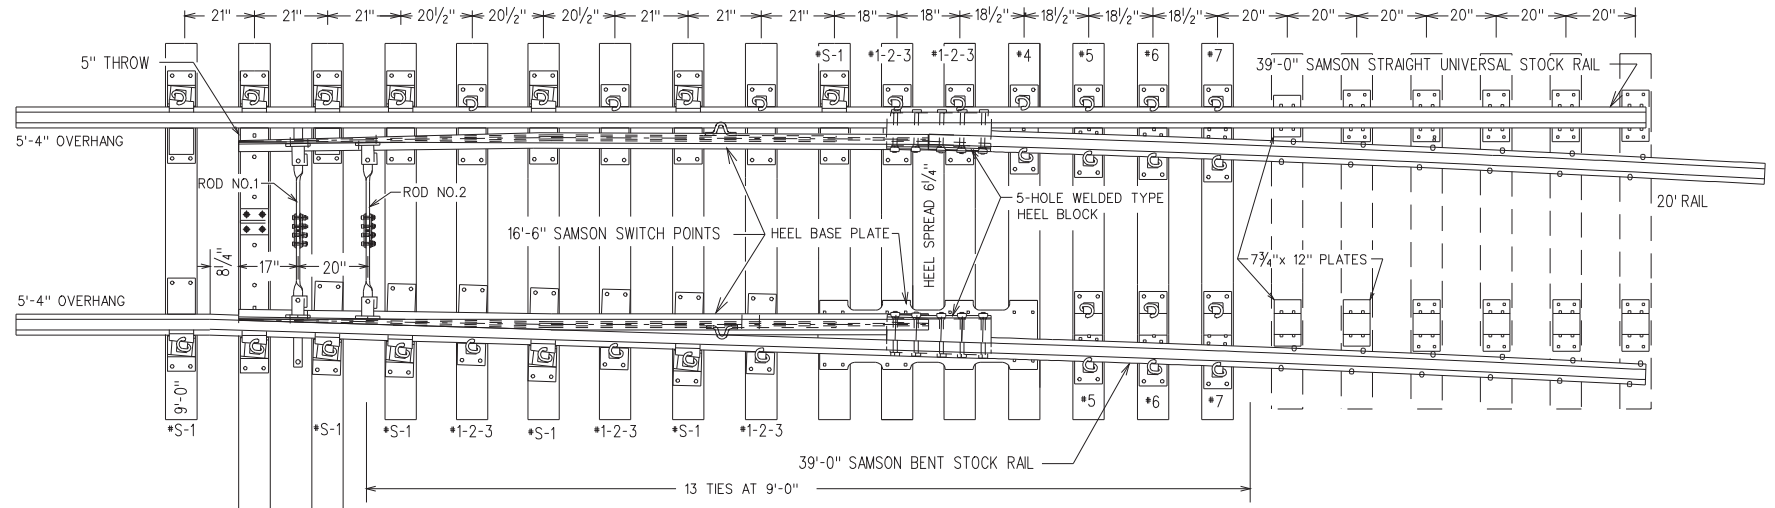 21" 21" 21" 20½" 20½" 20½" 21" 21" 21" 18" 18" 18½" 18½" 18½" 18½" 20" 20" 20" 20" 20" 20"
#S-1 #1-2-3 #1-2-3 #4 #5 #6 #7
5" THROW
39'-0" SAMSON STRAIGHT UNIVERSAL STOCK RAIL
5'-4" OVERHANG
ROD NO.1
ROD NO.2
HEEL SPREAD 6¼"
5-HOLE WELDED TYPE
HEEL BLOCK
20' RAIL
16'-6" SAMSON SWITCH POINTS
HEEL BASE PLATE
8¼"
17"
20"
7¾" x 12" PLATES
5'-4" OVERHANG
9'-0"
#5 #6 #7
#S-1 #S-1 #S-1 #1-2-3 #S-1 #1-2-3 #S-1 #1-2-3
39'-0" SAMSON BENT STOCK RAIL
13 TIES AT 9'-0"